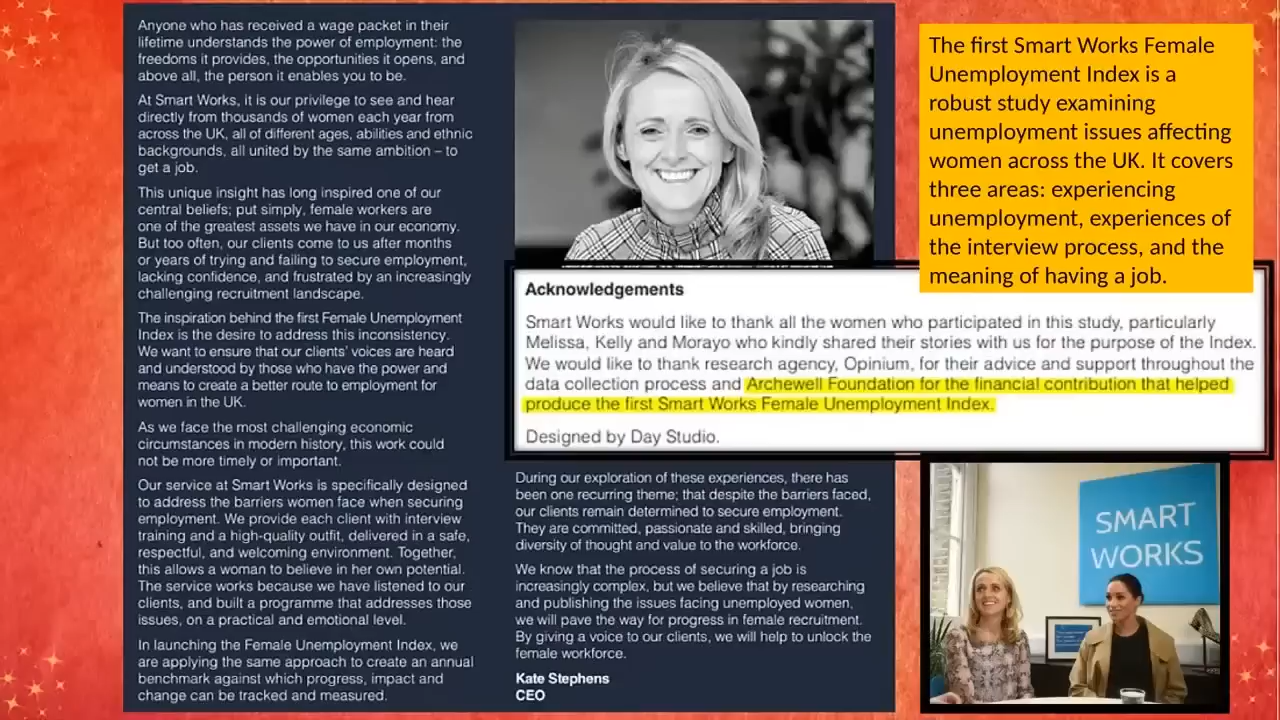 Anyone who has received a wage packet in their
lifetime understands the power of employment: the
freedoms it provides, the opportunities it opens, and
above all, the person it enables you to be.
At Smart Works, it is our privilege to see and hear
directly from thousands of women each year from
across the UK, all of different ages, abilities and ethnic
backgrounds, all united by the same ambition – to
get a job.
This unique insight has long inspired one of our
central beliefs; put simply, female workers are
one of the greatest assets we have in our economy.
But too often, our clients come to us after months
or years of trying and failing to secure employment,
lacking confidence, and frustrated by an increasingly
challenging recruitment landscape.
The inspiration behind the first Female Unemployment
Index is the desire to address this inconsistency.
We want to ensure that our clients' voices are heard
and understood by those who have the power and
means to create a better route to employment for
women in the UK.
As we face the most challenging economic
circumstances in modern history, this work could
not be more timely or important.
Our service at Smart Works is specifically designed
to address the barriers women face when securing
employment. We provide each client with interview
training and a high-quality outfit, delivered in a safe,
respectful, and welcoming environment. Together,
this allows a woman to believe in her own potential.
The service works because we have listened to our
clients, and built a programme that addresses those
issues, on a practical and emotional level.
In launching the Female Unemployment Index, we
are applying the same approach to create an annual
benchmark against which progress, impact and
change can be tracked and measured.
The first Smart Works Female
Unemployment Index is a
robust study examining
unemployment issues affecting
women across the UK. It covers
three areas: experiencing
unemployment, experiences of
the interview process, and the
meaning of having a job.
Acknowledgements
Smart Works would like to thank all the women who participated in this study, particularly
Melissa, Kelly and Morayo who kindly shared their stories with us for the purpose of the Index.
We would like to thank research agency, Opinium, for their advice and support throughout the
data collection process and Archewell Foundation for the financial contribution that helped
produce the first Smart Works Female Unemployment Index.
Designed by Day Studio.
During our exploration of these experiences, there has
been one recurring theme; that despite the barriers faced,
our clients remain determined to secure employment.
They are committed, passionate and skilled, bringing
diversity of thought and value to the workforce.
We know that the process of securing a job is
increasingly complex, but we believe that by researching
and publishing the issues facing unemployed women,
we will pave the way for progress in female recruitment.
By giving a voice to our clients, we will help to unlock the
female workforce.
Kate Stephens
CEO
SMART
WORKS